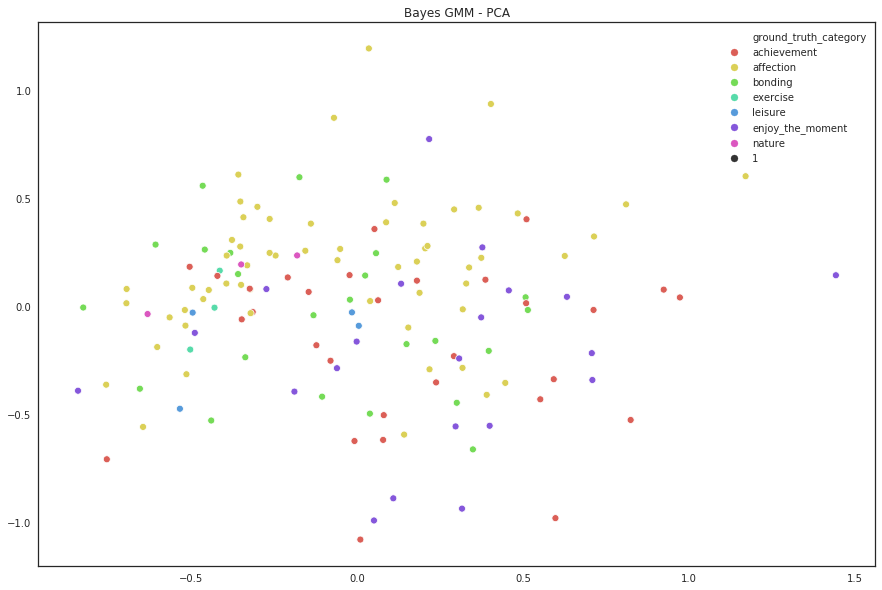 Bayes GMM - PCA
ground_truth_category
achievement
affection
bonding
exercise
leisure
enjoy_the_moment
nature
1
1.0
0.5
0.0
−0.5
−1.0
−0.5
0.0
0.5
1.0
1.5